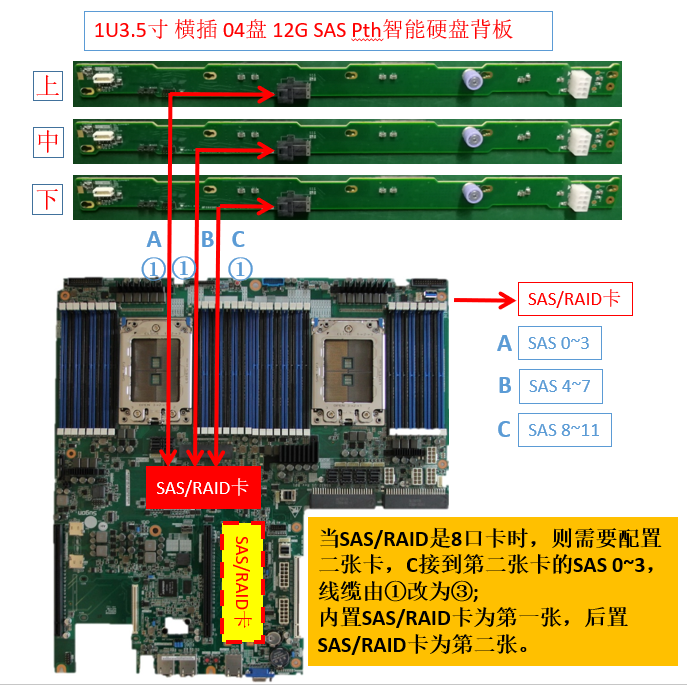 1U3.5寸 横插 04盘 12G SAS Pth智能硬盘背板
上
中
下
A
B
C
①
①
①
SAS/RAID卡
A
SAS 0~3
B
SAS 4~7
C
SAS 8~11
SAS/RAID卡
SAS/RAID卡
Sugon
当SAS/RAID是8口卡时，则需要配置
二张卡，C接到第二张卡的SAS 0~3，
线缆由①改为③;
内置SAS/RAID卡为第一张，后置
SAS/RAID卡为第二张。